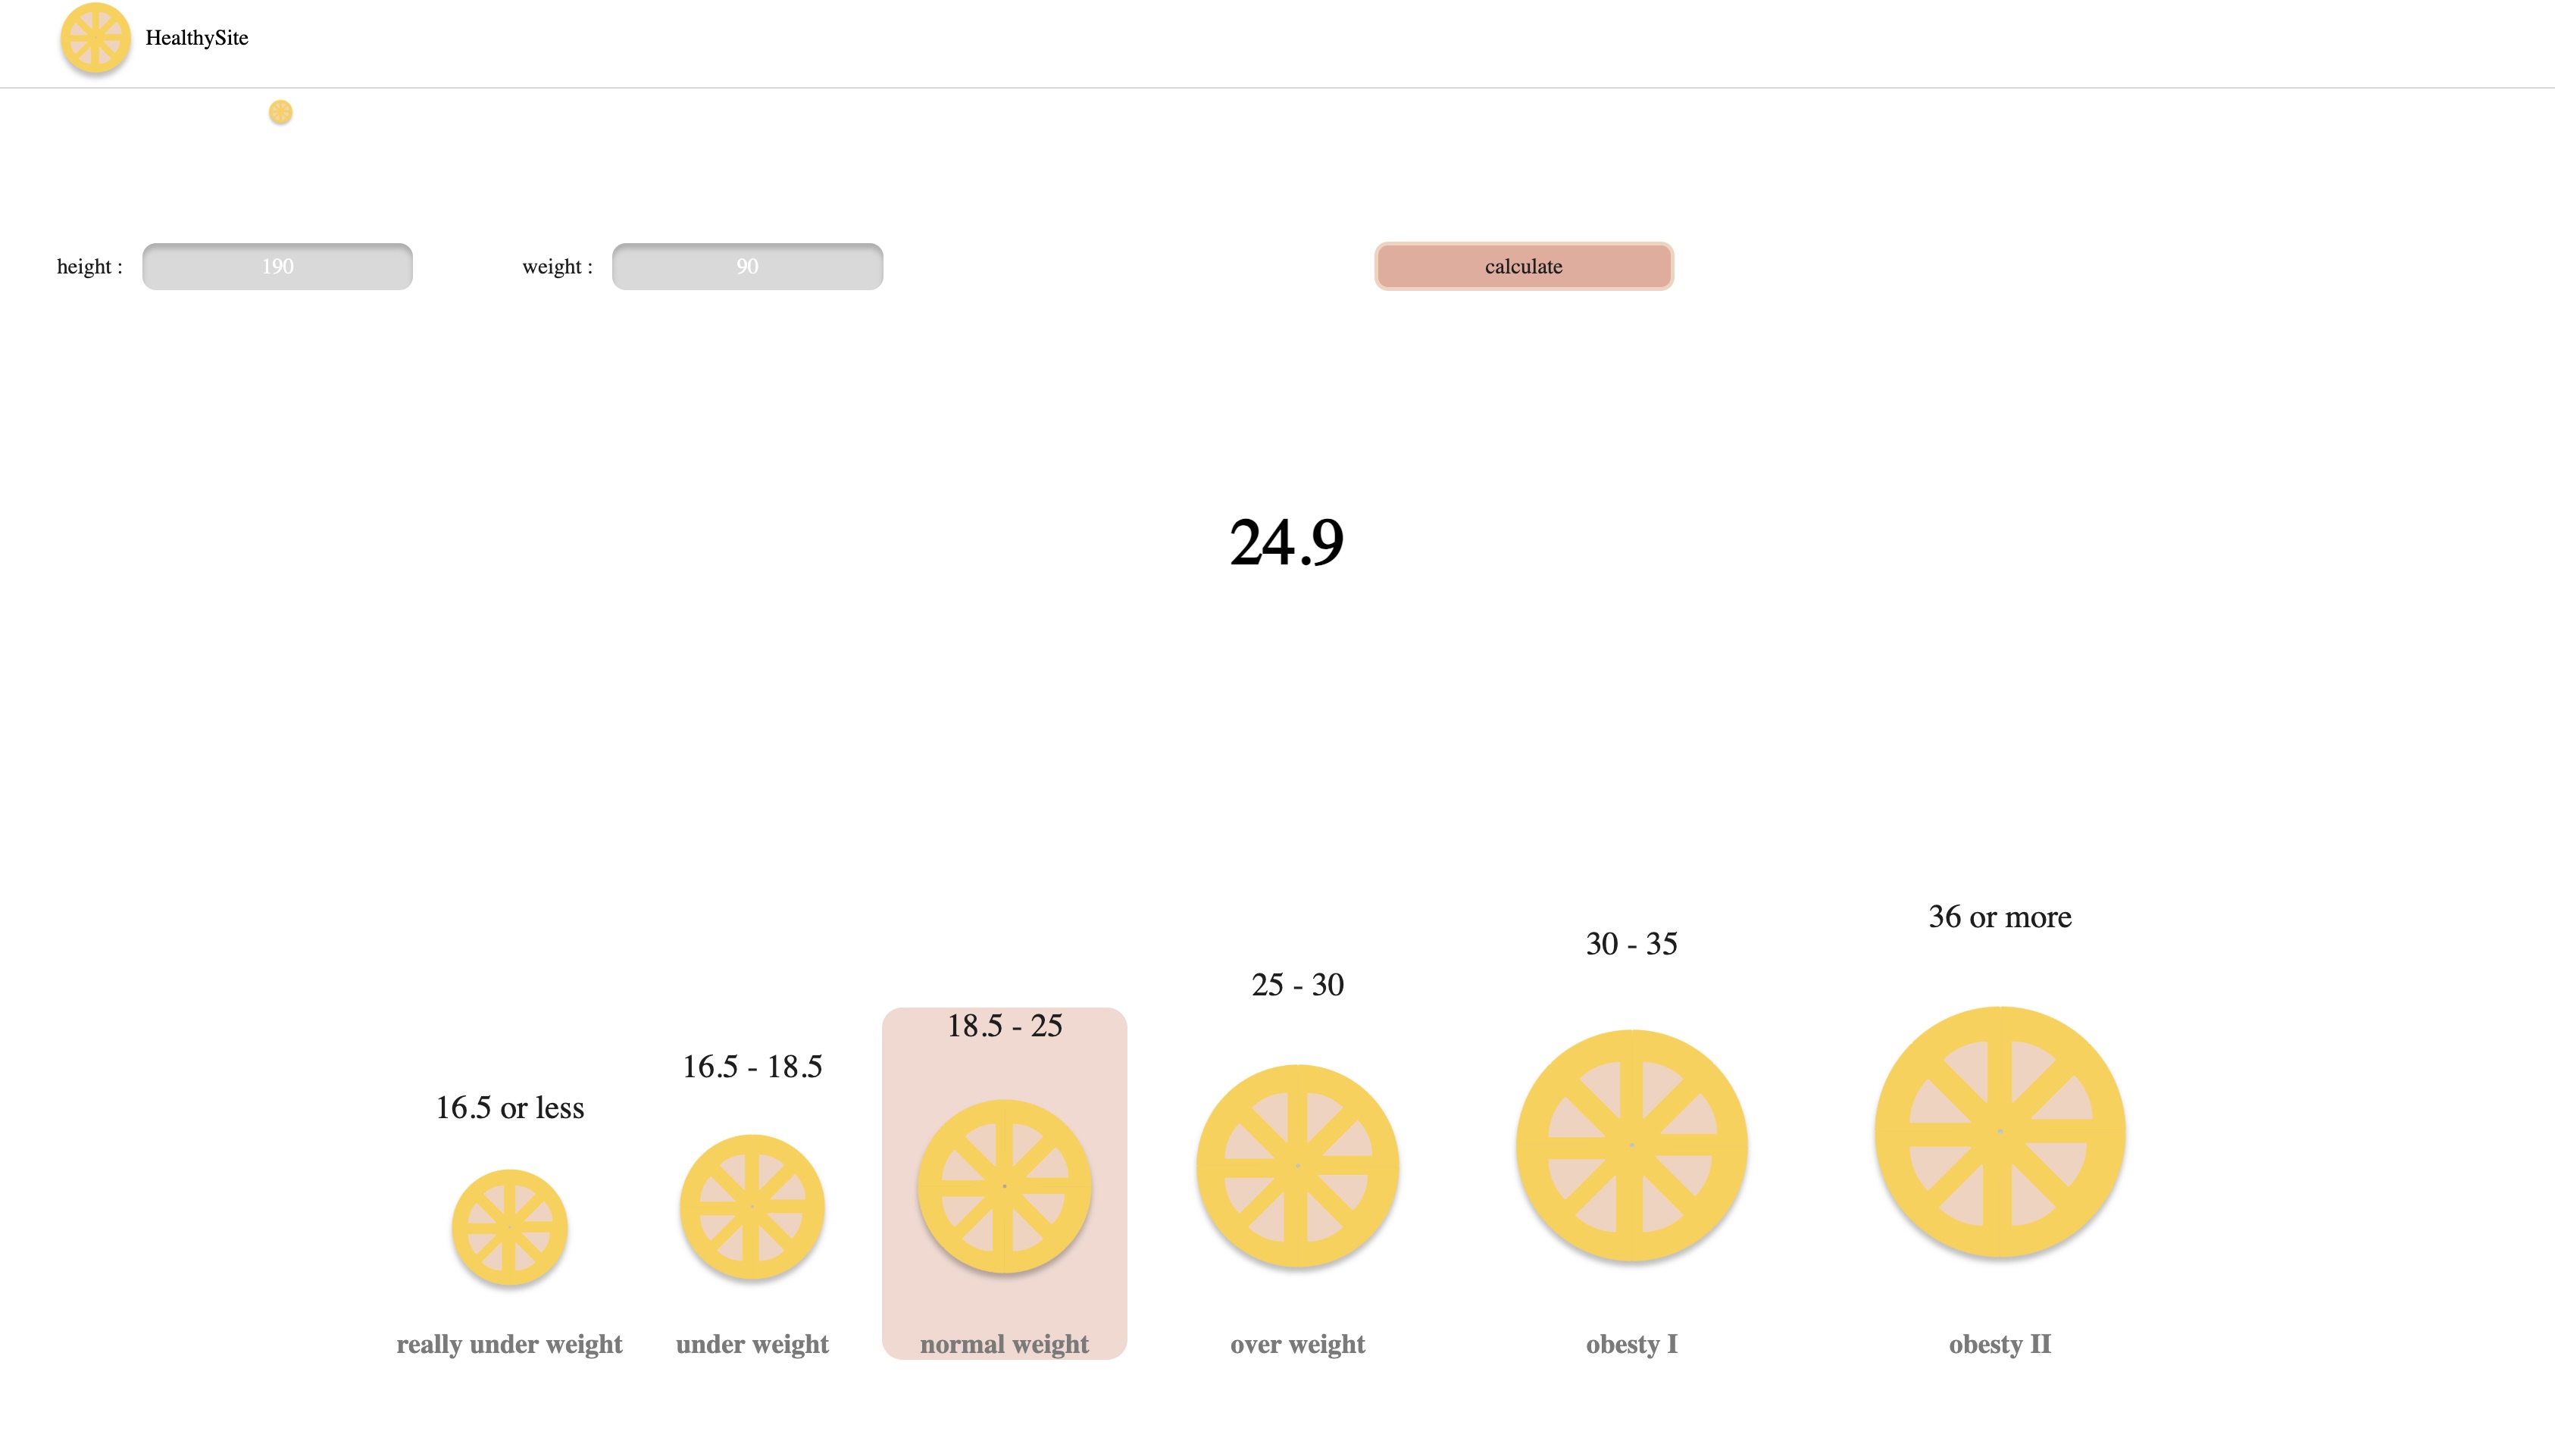 HealthySite
height :
190
weight :
90
calculate
24.9
16.5 or less
16.5 - 18.5
18.5 - 25
25 - 30
30 - 35
36 or more
really under weight
under weight
normal weight
over weight
obesty I
obesty II